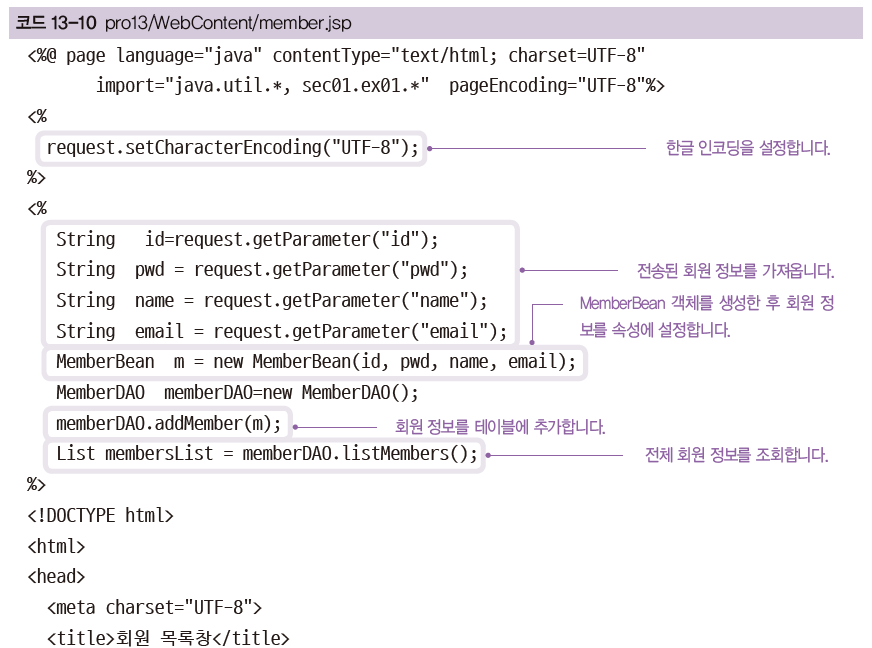 코드 13-10 pro13/WebContent/member.jsp
<%@ page language="java" contentType="text/html; charset=UTF-8"
import="java.util.*, sec01.ex01.*" pageEncoding="UTF-8"%>
<%
request.setCharacterEncoding("UTF-8"); 한글 인코딩을 설정합니다.
%>
<%
String id=request.getParameter("id");
String pwd = request.getParameter("pwd"); 전송된 회원 정보를 가져옵니다.
String name = request.getParameter("name"); MemberBean 객체를 생성한 후 회원 정
String email = request.getParameter("email"); 보를 속성에 설정합니다.
MemberBean m = new MemberBean(id, pwd, name, email);
MemberDAO memberDAO=new MemberDAO();
memberDAO.addMember(m); 회원 정보를 테이블에 추가합니다.
List membersList = memberDAO.listMembers(); 전체 회원 정보를 조회합니다.
%>
<!DOCTYPE html>
<html>
<head>
<meta charset="UTF-8">
<title>회원 목록창</title>